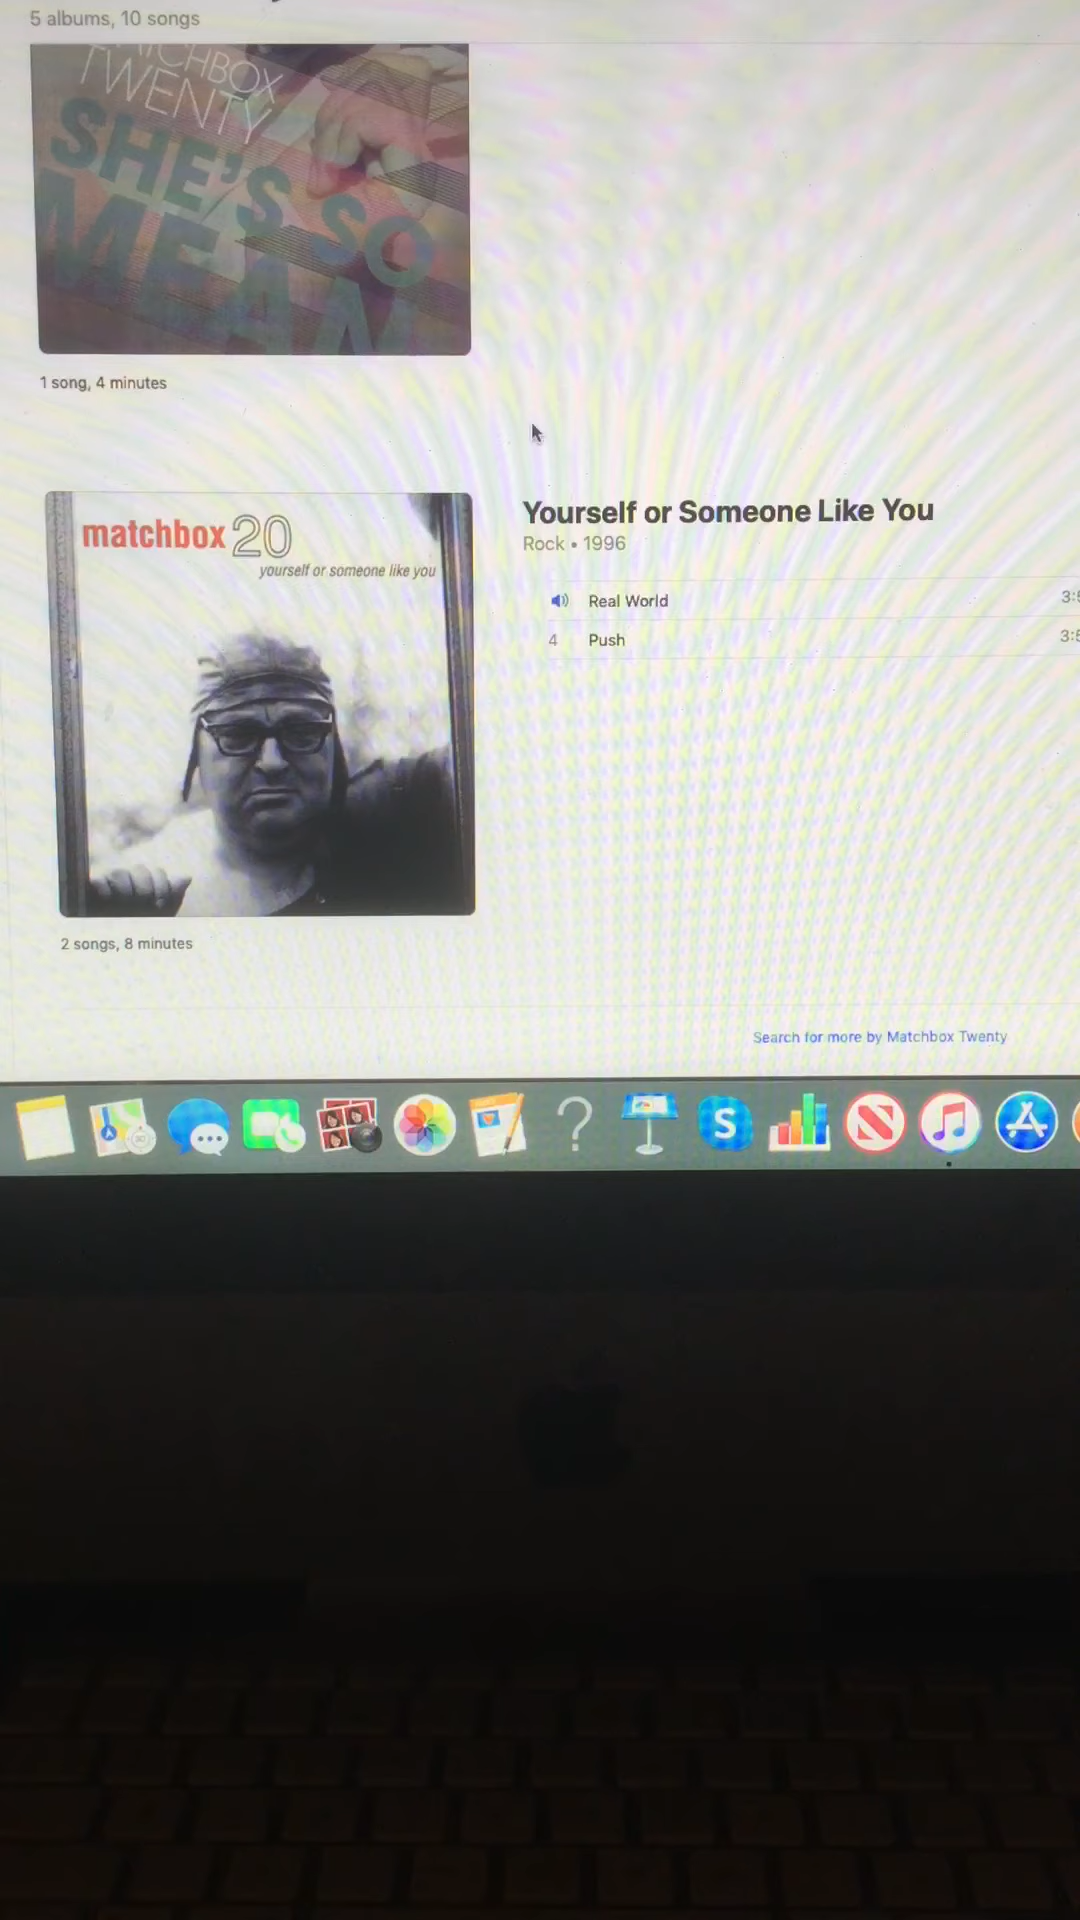 5 albums, 10 songs
TWENTY
SHE'S SO
MEAN
1 song, 4 minutes
matchbox 20
yourself or someone like you
Yourself or Someone Like You
Rock • 1996
Real World
4 Push
2 songs, 8 minutes
Search for more by Matchbox Twenty
S